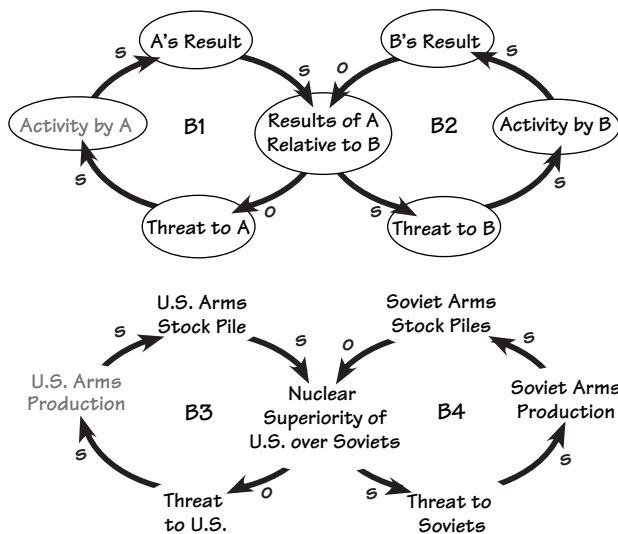 A's Result
B's Result
s
s
o
s
Activity by A
B1
Results of A
Relative to B
B2
Activity by B
s
o
s
s
Threat to A
Threat to B
U.S. Arms
Stock Pile
Soviet Arms
Stock Piles
s
s
o
s
U.S. Arms
Production
B3
Nuclear
Superiority of
U.S. over Soviets
B4
Soviet Arms
Production
s
o
s
s
Threat
to U.S.
Threat to
Soviets